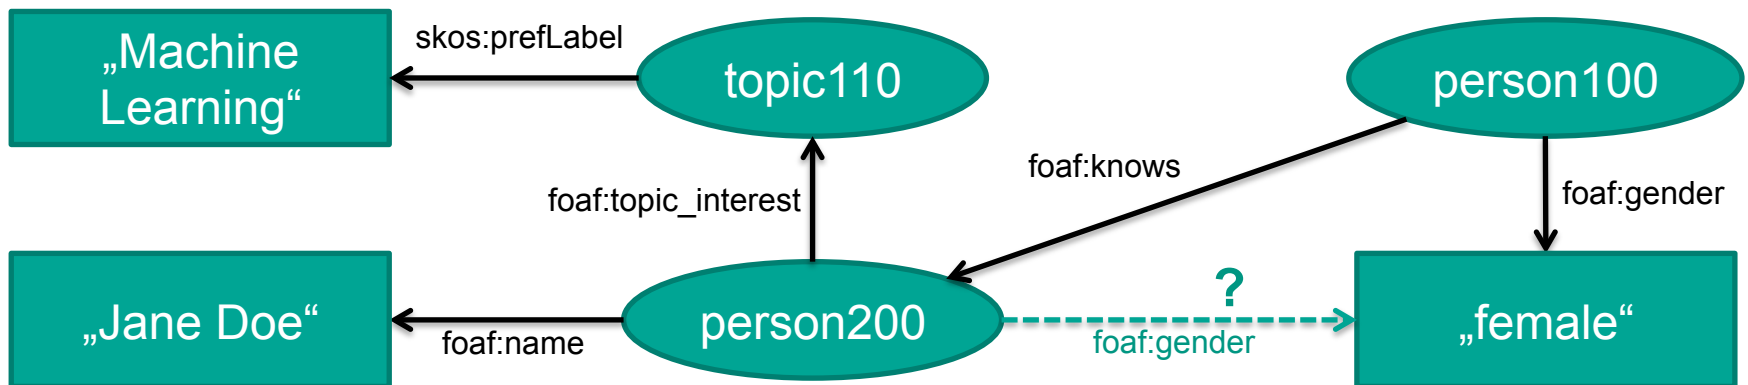 „Machine
Learning“
skos:prefLabel
topic110
person100
foaf:knows
foaf:topic_interest
foaf:gender
„Jane Doe“
foaf:name
person200
?
foaf:gender
„female“